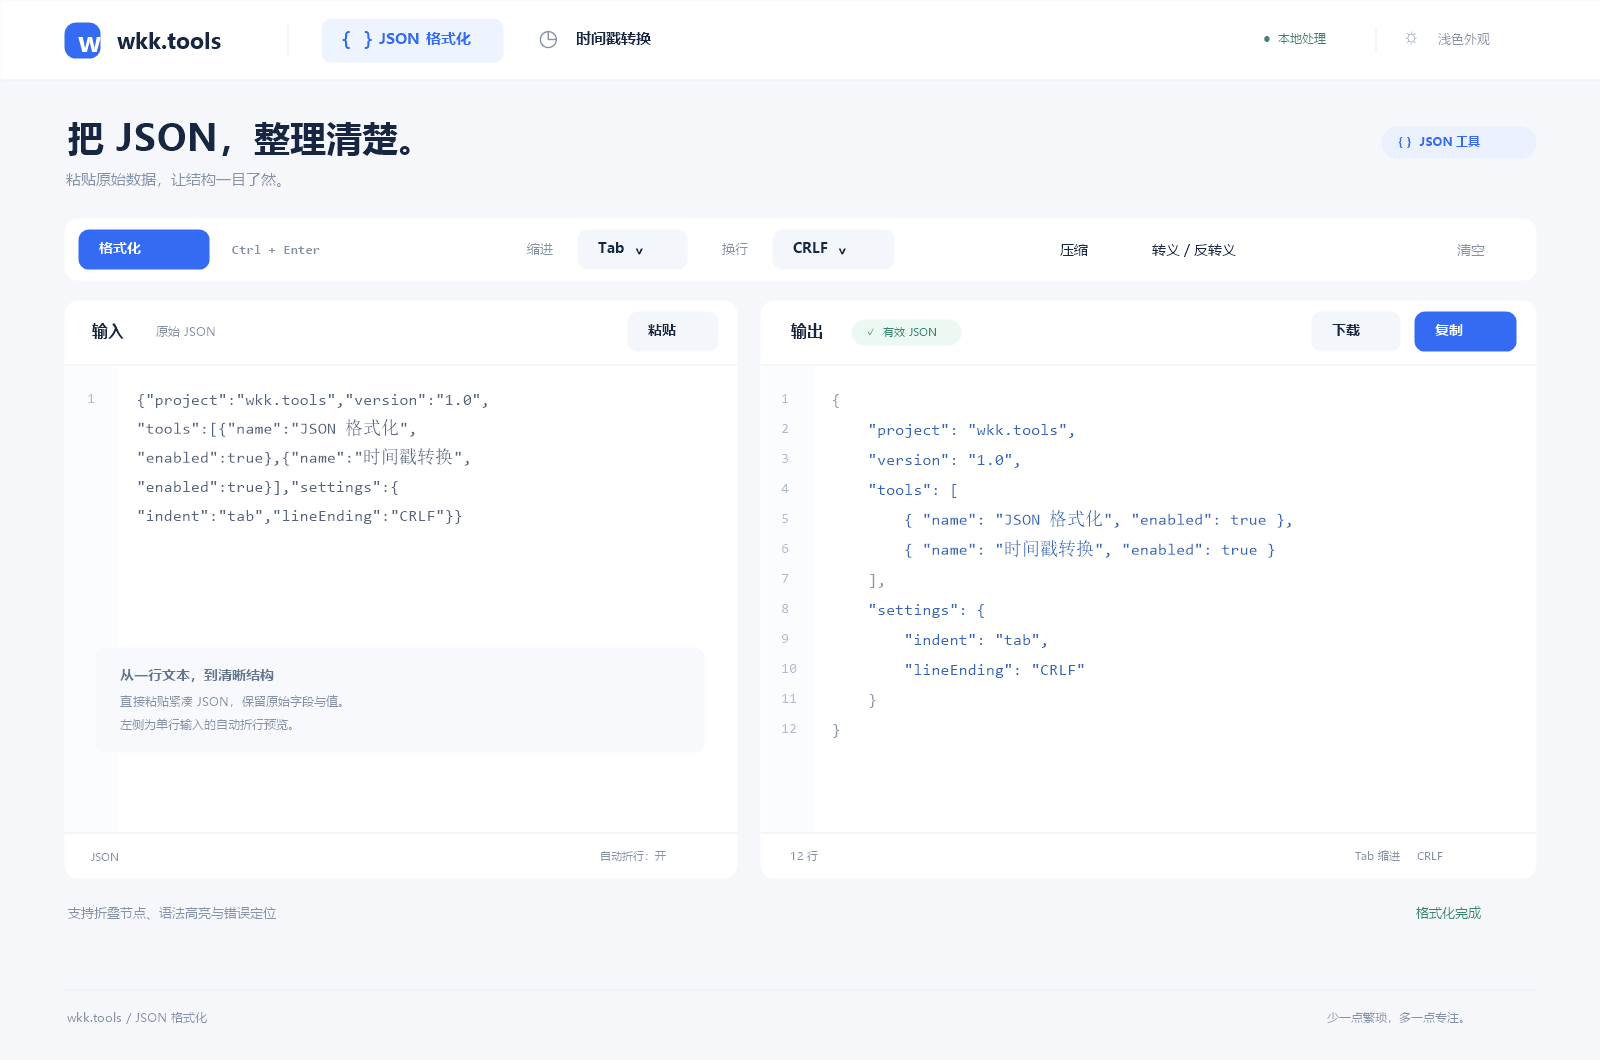 w wkk.tools { } JSON 格式化 时间戳转换 本地处理 浅色外观
把 JSON，整理清楚。
{ } JSON 工具
粘贴原始数据，让结构一目了然。
格式化 Ctrl + Enter 缩进 Tab 换行 CRLF 压缩 转义 / 反转义 清空
输入 原始 JSON 粘贴
1 {"project":"wkk.tools","version":"1.0",
"tools":[{"name":"JSON 格式化",
"enabled":true},{"name":"时间戳转换",
"enabled":true}],"settings":{
"indent":"tab","lineEnding":"CRLF"}}
从一行文本，到清晰结构
直接粘贴紧凑 JSON，保留原始字段与值。
左侧为单行输入的自动折行预览。
JSON 自动折行：开
输出 ✓ 有效 JSON 下载 复制
1 {
2 "project": "wkk.tools",
3 "version": "1.0",
4 "tools": [
5 { "name": "JSON 格式化", "enabled": true },
6 { "name": "时间戳转换", "enabled": true }
7 ],
8 "settings": {
9 "indent": "tab",
10 "lineEnding": "CRLF"
11 }
12 }
12 行 Tab 缩进 CRLF
支持折叠节点、语法高亮与错误定位 格式化完成
wkk.tools / JSON 格式化 少一点繁琐，多一点专注。